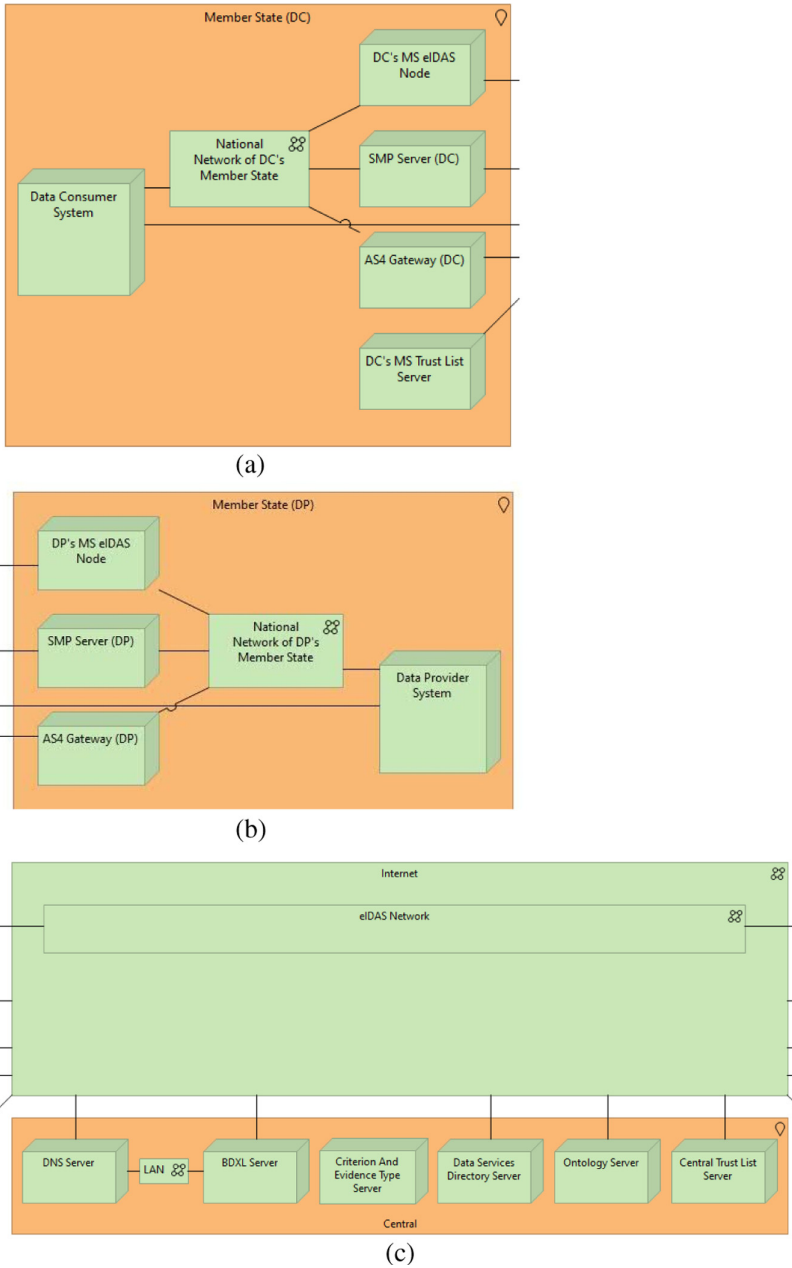 Member State (DC)
DC's MS eIDAS
Node
National
Network of DC's
Member State
SMP Server (DC)
Data Consumer
System
AS4 Gateway (DC)
DC's MS Trust List
Server
(a)
Member State (DP)
DP's MS eIDAS
Node
National
Network of DP's
Member State
SMP Server (DP)
Data Provider
System
AS4 Gateway (DP)
(b)
Internet
eIDAS Network
DNS Server
LAN
BDXL Server
Criterion And
Evidence Type
Server
Data Services
Directory Server
Ontology Server
Central Trust List
Server
Central
(c)